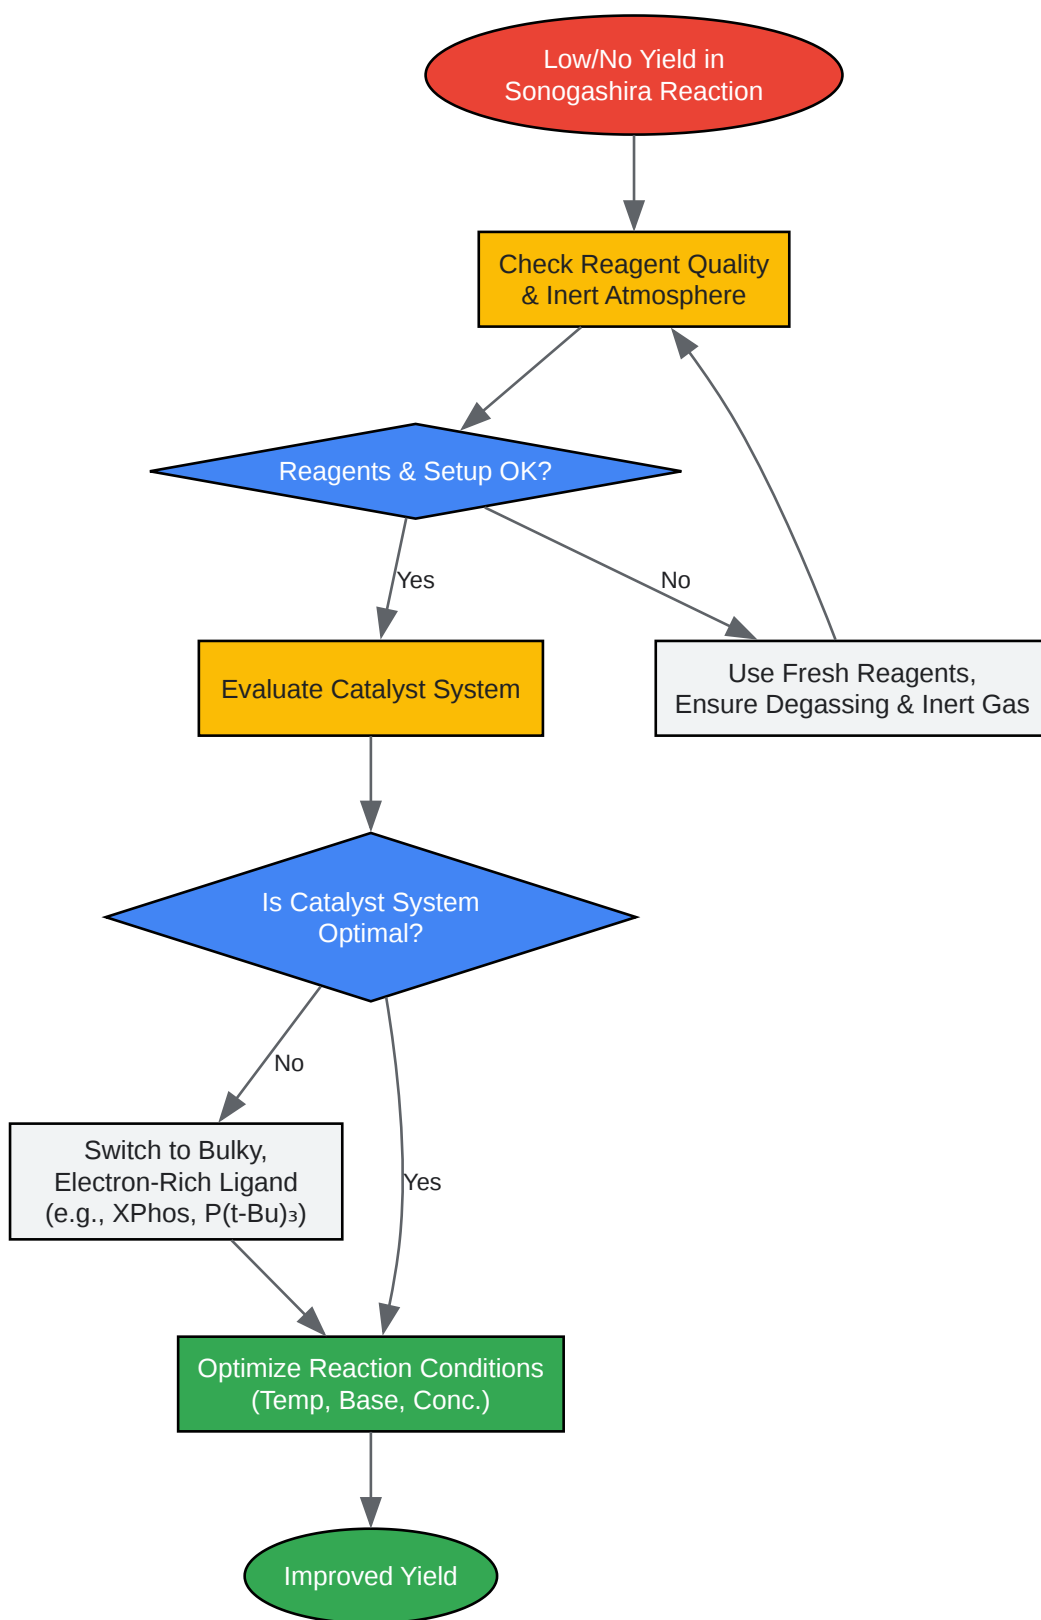 Low/No Yield in
Sonogashira Reaction
Check Reagent Quality
& Inert Atmosphere
Reagents & Setup OK?
Yes
No
Evaluate Catalyst System
Use Fresh Reagents,
Ensure Degassing & Inert Gas
Is Catalyst System
Optimal?
No
Switch to Bulky,
Electron-Rich Ligand
(e.g., XPhos, P(t-Bu)₃)
Yes
Optimize Reaction Conditions
(Temp, Base, Conc.)
Improved Yield